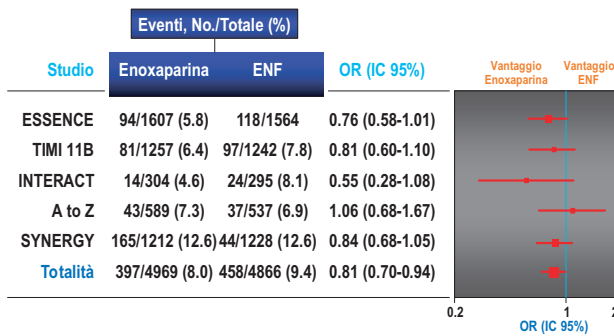 Eventi, No./Totale (%)
Studio Enoxaparina ENF OR (IC 95%) Vantaggio Enoxaparina Vantaggio ENF
ESSENCE 94/1607 (5.8) 118/1564 0.76 (0.58-1.01)
TIMI 11B 81/1257 (6.4) 97/1242 (7.8) 0.81 (0.60-1.10)
INTERACT 14/304 (4.6) 24/295 (8.1) 0.55 (0.28-1.08)
A to Z 43/589 (7.3) 37/537 (6.9) 1.06 (0.68-1.67)
SYNERGY 165/1212 (12.6) 44/1228 (12.6) 0.84 (0.68-1.05)
Totalità 397/4969 (8.0) 458/4866 (9.4) 0.81 (0.70-0.94)
0.2 1 2
OR (IC 95%)